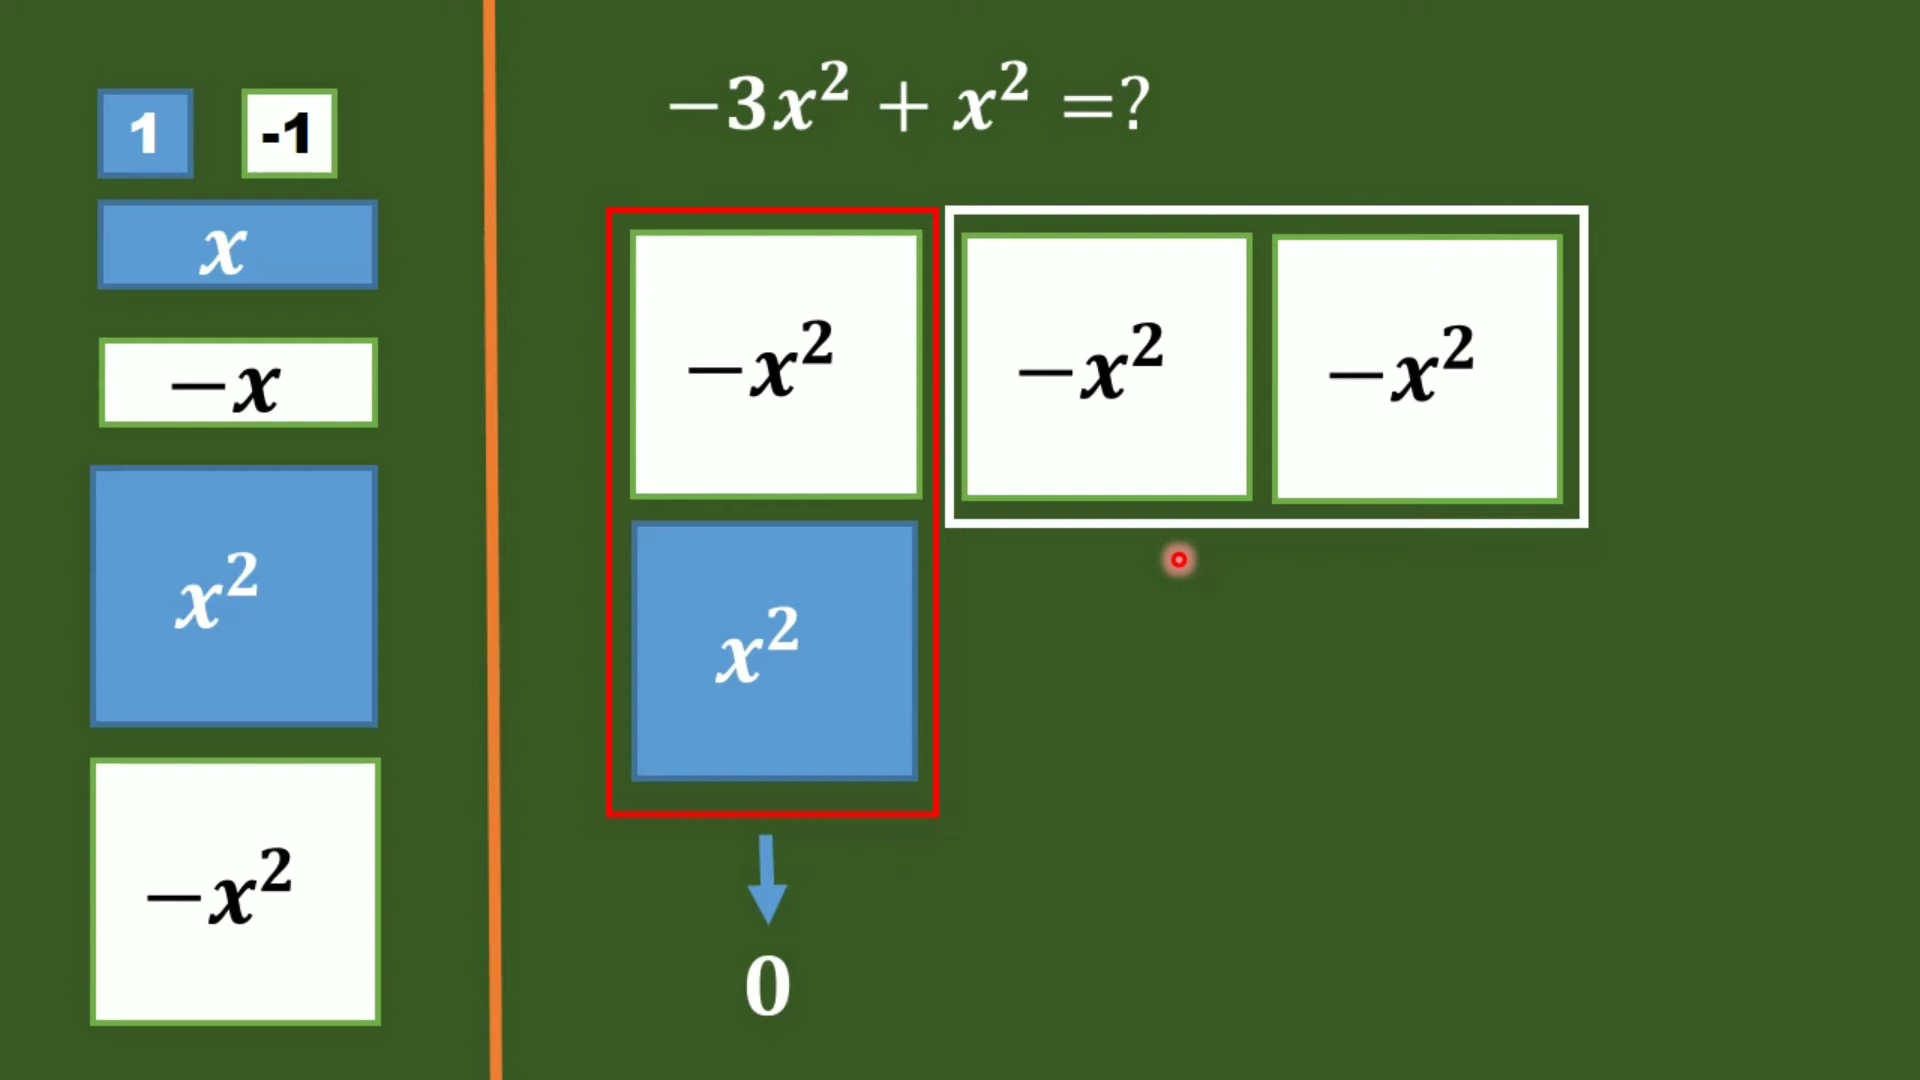 1 -1
x
−x
x²
−x²
−3x² + x² =?
−x² −x² −x²
x²
0